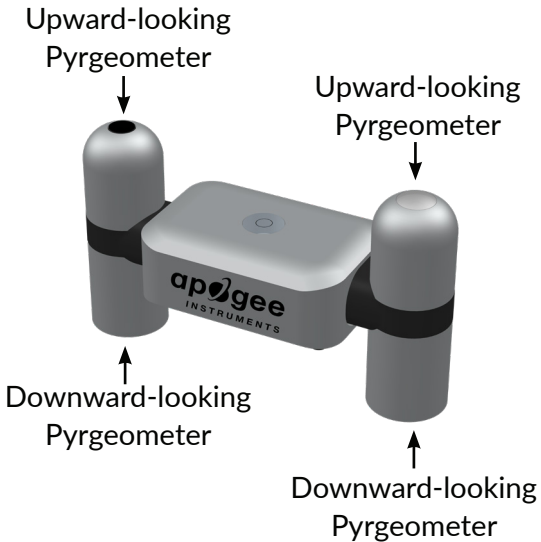 Upward-looking
Pyrgeometer
Upward-looking
Pyrgeometer
apogee
INSTRUMENTS
Downward-looking
Pyrgeometer
Downward-looking
Pyrgeometer